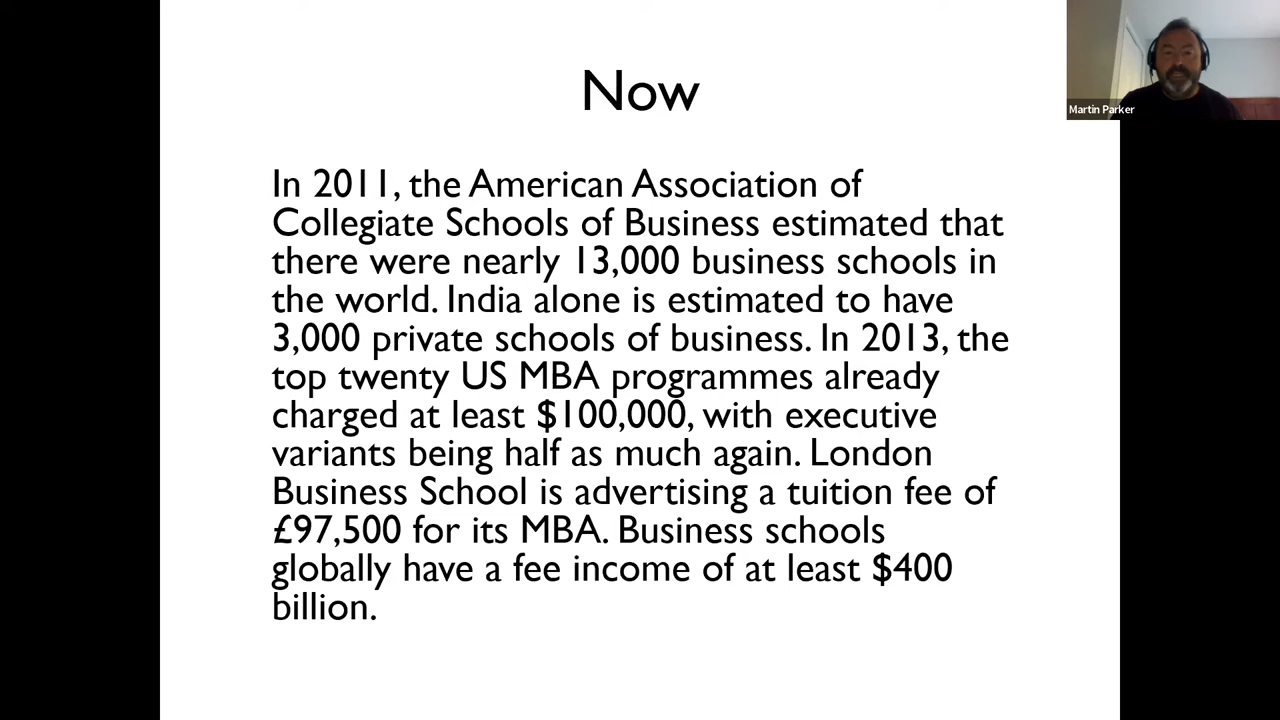 Now
Martin Parker
In 2011, the American Association of
Collegiate Schools of Business estimated that
there were nearly 13,000 business schools in
the world. India alone is estimated to have
3,000 private schools of business. In 2013, the
top twenty US MBA programmes already
charged at least $100,000, with executive
variants being half as much again. London
Business School is advertising a tuition fee of
£97,500 for its MBA. Business schools
globally have a fee income of at least $400
billion.